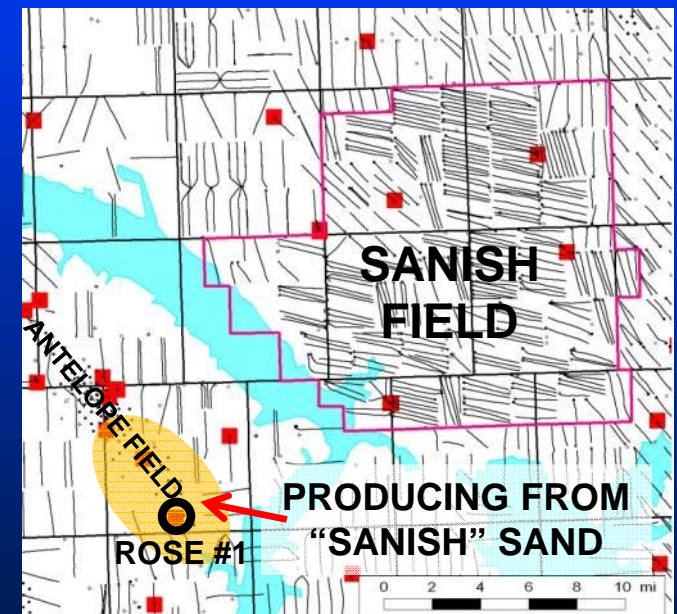 SANISH
FIELD
ANTELOPE FIELD
PRODUCING FROM
“SANISH” SAND
ROSE #1
0 2 4 6 8 10 mi